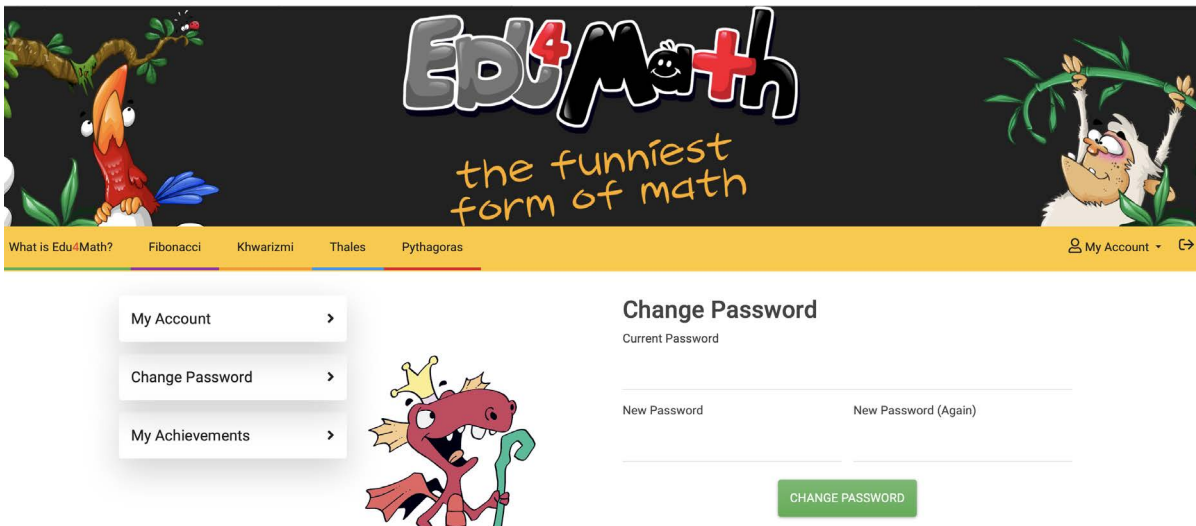 Edu4Math
the funniest
form of math
What is Edu4Math? Fibonacci Khwarizmi Thales Pythagoras My Account
My Account
Change Password
My Achievements
Change Password
Current Password
New Password New Password (Again)
CHANGE PASSWORD